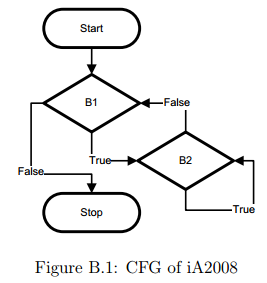 Start
B1
False
True
B2
False
True
Stop
Figure B.1: CFG of iA2008